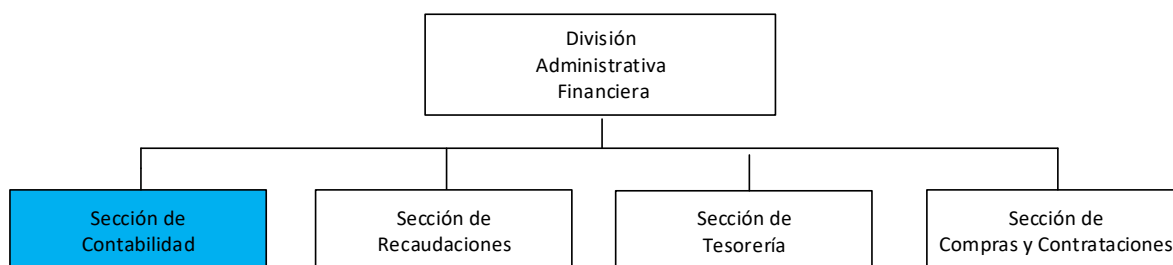 División
Administrativa
Financiera
Sección de
Contabilidad
Sección de
Recaudaciones
Sección de
Tesorería
Sección de
Compras y Contrataciones